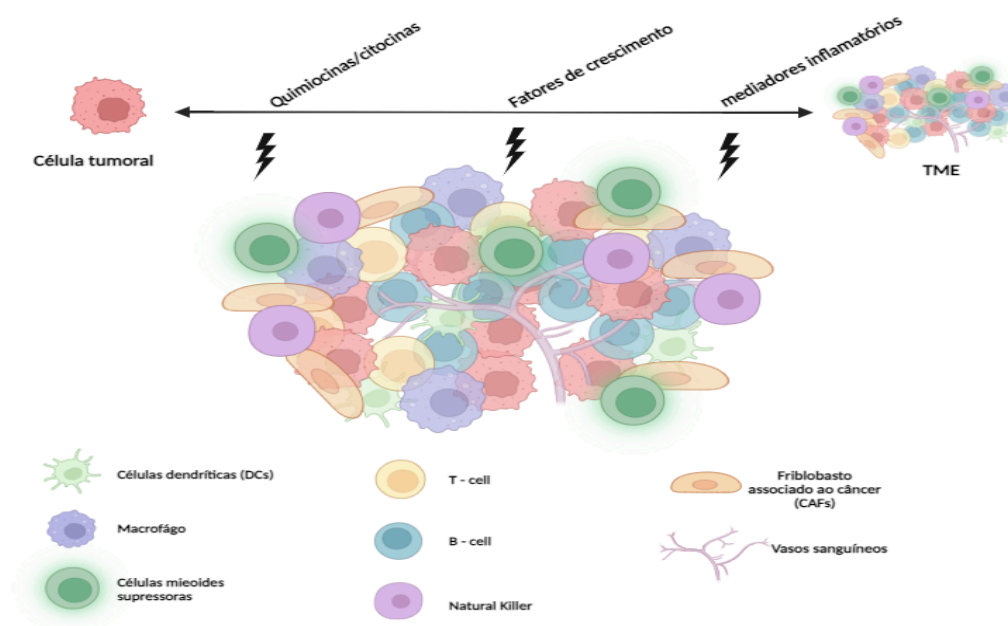 Quimiocinas/citocinas
Fatores de crescimento
mediadores inflamatórios
Célula tumoral
TME
Células dendríticas (DCs)
Macrofágo
Células mieoides
supressoras
T - cell
B - cell
Natural Killer
Friblobasto
associado ao câncer
(CAFs)
Vasos sanguíneos